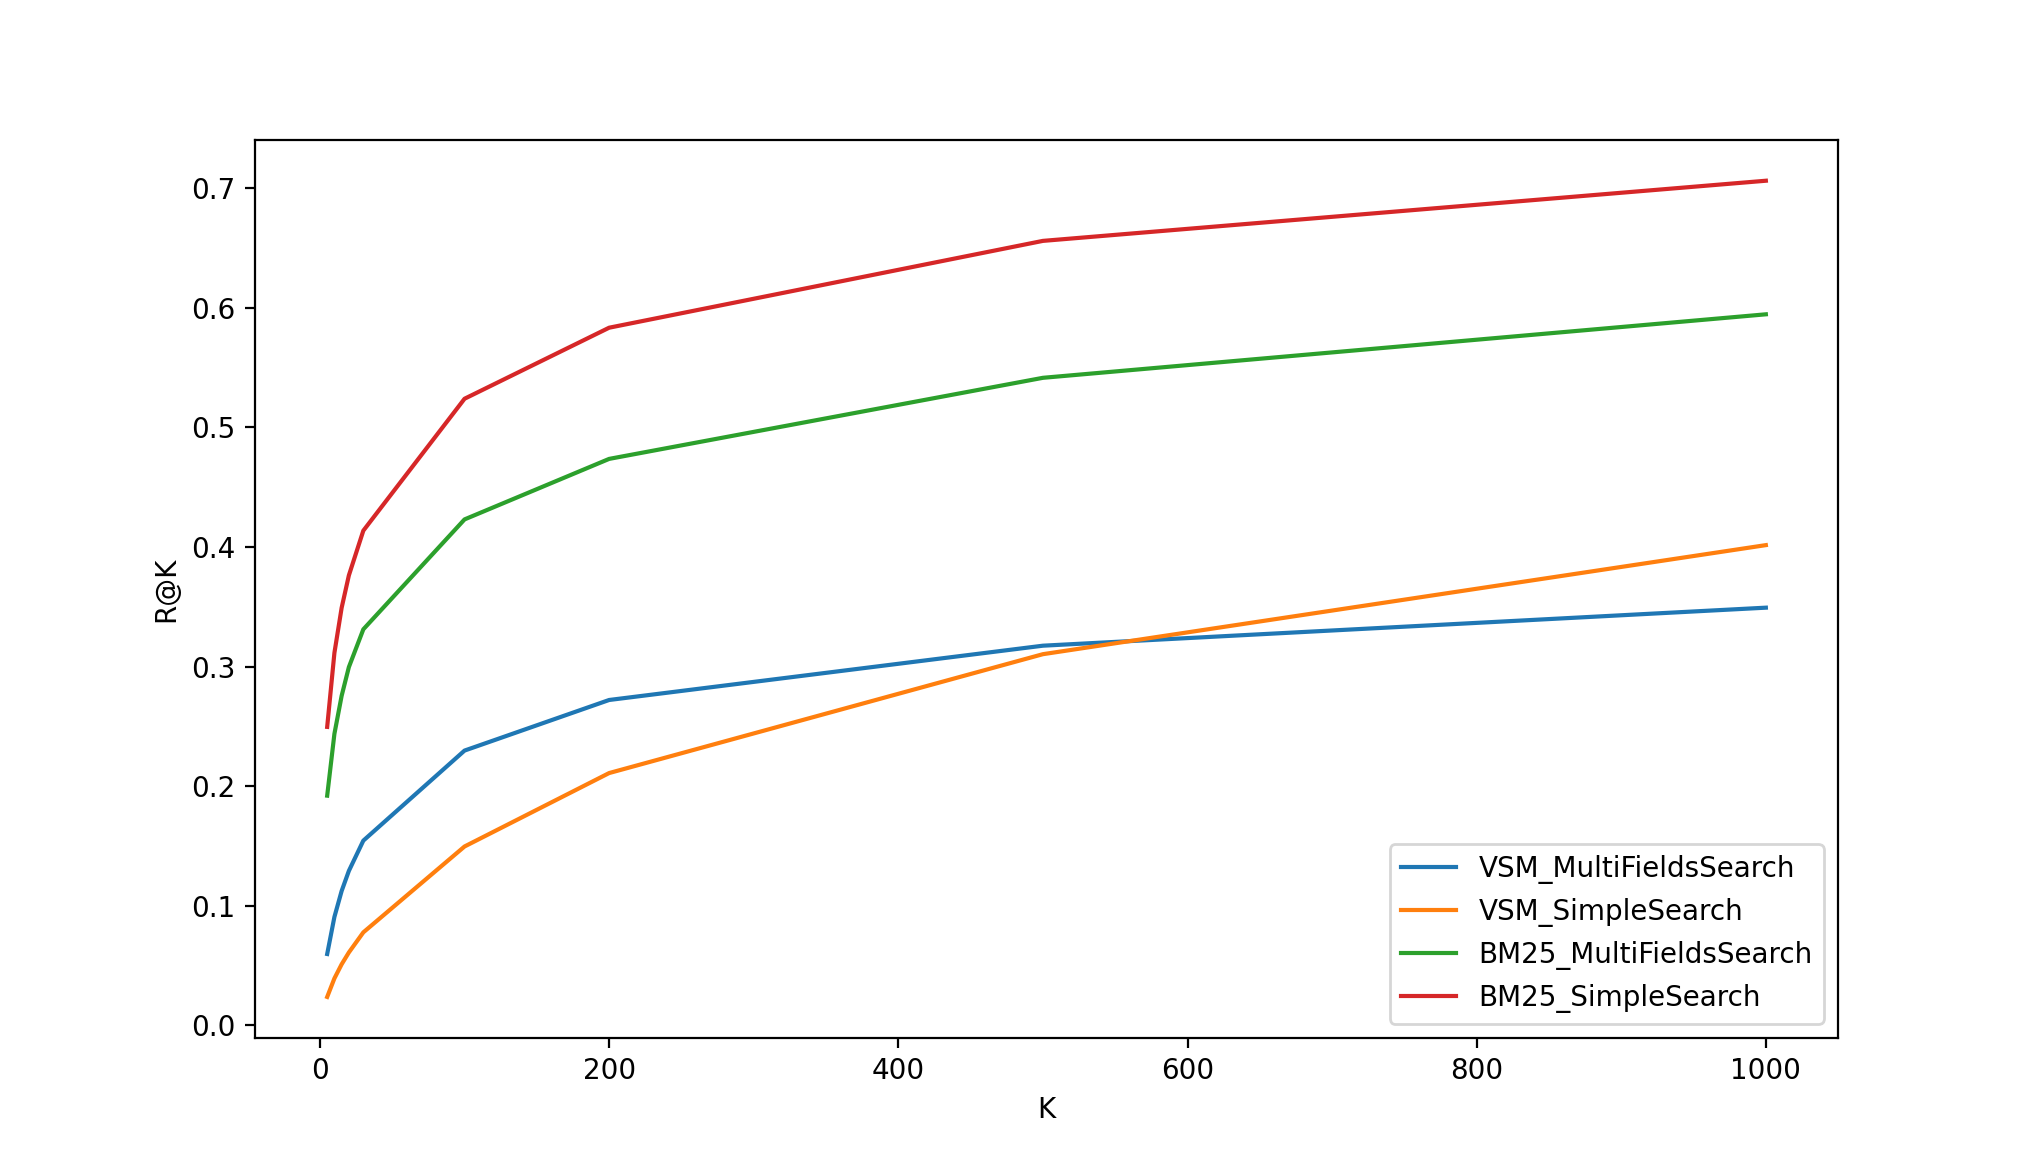 0.7
0.6
0.5
0.4
0.3
0.2
0.1
0.0
R@K
0 200 400 600 800 1000
K
VSM_MultiFieldsSearch
VSM_SimpleSearch
BM25_MultiFieldsSearch
BM25_SimpleSearch